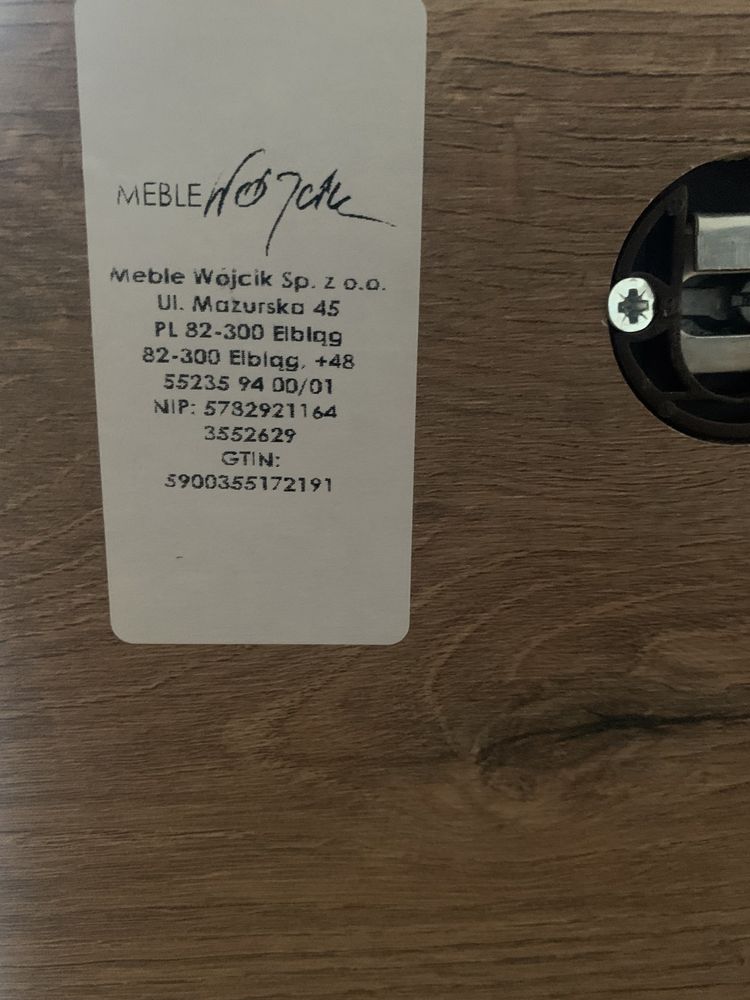 MEBLE WÓJCIK
Meble Wójcik Sp. z o.o.
Ul. Mazurska 45
PL 82-300 Elbląg
82-300 Elbląg, +48
55235 94 00/01
NIP: 5782921164
3552629
GTIN:
5900355172191